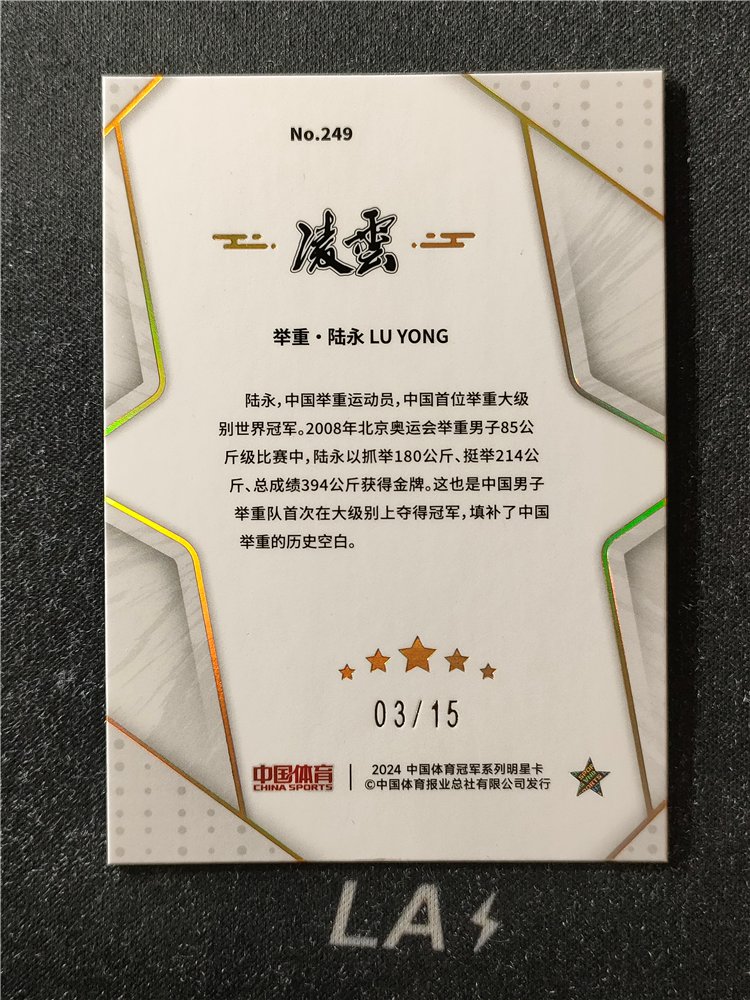 No.249
凌雲
举重·陆永 LU YONG
陆永,中国举重运动员,中国首位举重大级
别世界冠军。2008年北京奥运会举重男子85公
斤级比赛中,陆永以抓举180公斤、挺举214公
斤、总成绩394公斤获得金牌。这也是中国男子
举重队首次在大级别上夺得冠军,填补了中国
举重的历史空白。
03/15
中国体育
CHINA SPORTS
2024 中国体育冠军系列明星卡
©中国体育报业总社有限公司发行
LA